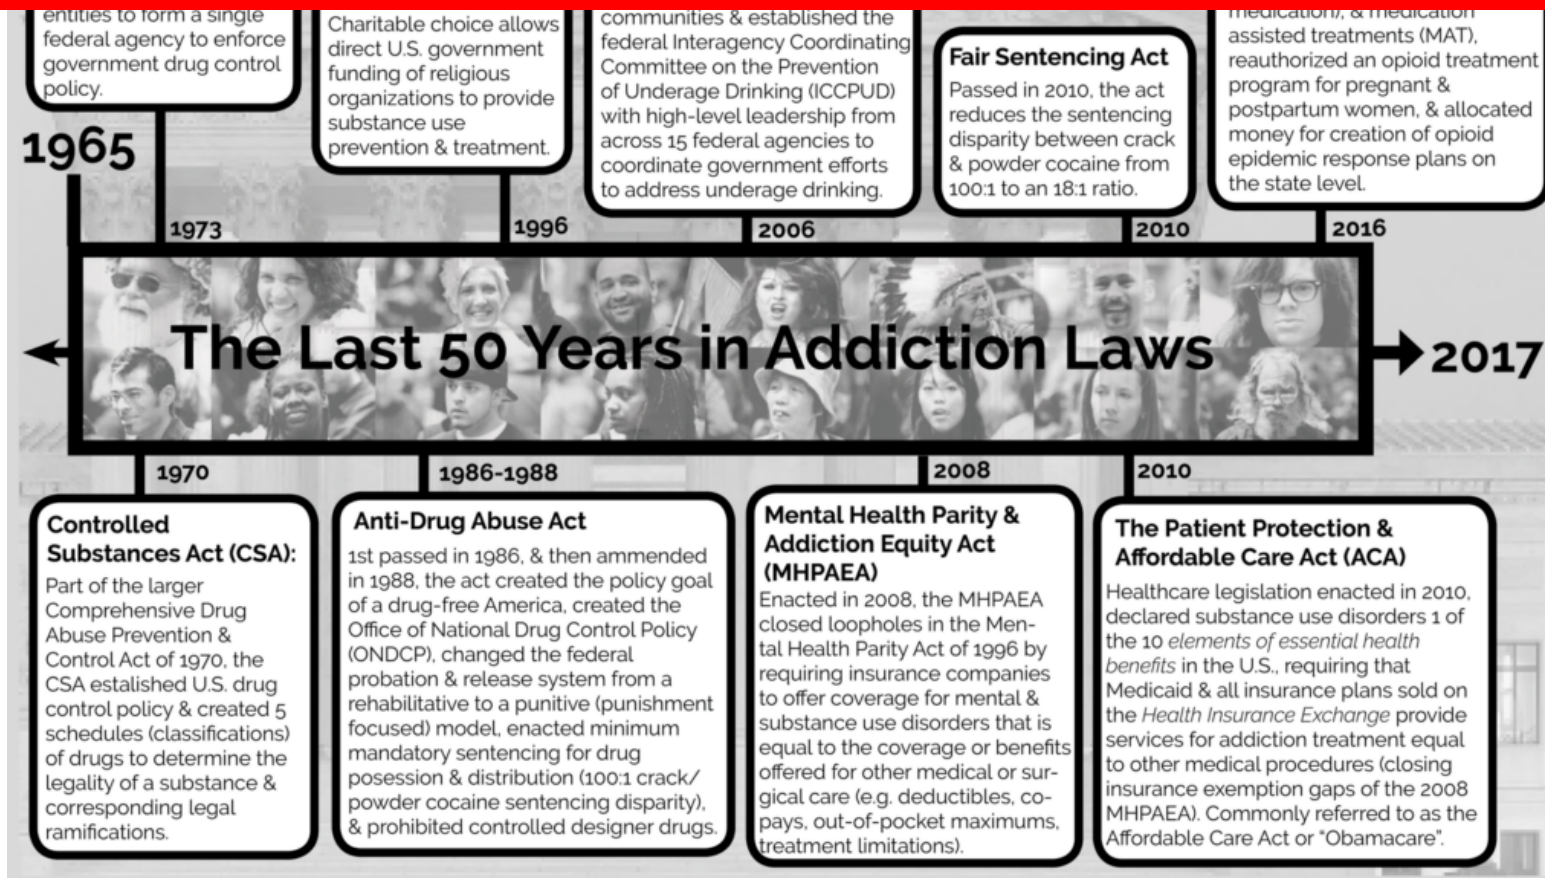 entities to form a single
federal agency to enforce
government drug control
policy.
Charitable choice allows
direct U.S. government
funding of religious
organizations to provide
substance use
prevention & treatment.
communities & established the
federal Interagency Coordinating
Committee on the Prevention
of Underage Drinking (ICCPUD)
with high-level leadership from
across 15 federal agencies to
coordinate government efforts
to address underage drinking.
Fair Sentencing Act
Passed in 2010, the act
reduces the sentencing
disparity between crack
& powder cocaine from
100:1 to an 18:1 ratio.
medication), & medication
assisted treatments (MAT),
reauthorized an opioid treatment
program for pregnant &
postpartum women, & allocated
money for creation of opioid
epidemic response plans on
the state level.
1965
1973
1996
2006
2010
2016
The Last 50 Years in Addiction Laws
2017
1970
1986-1988
2008
2010
Controlled
Substances Act (CSA):
Part of the larger
Comprehensive Drug
Abuse Prevention &
Control Act of 1970, the
CSA estalished U.S. drug
control policy & created 5
schedules (classifications)
of drugs to determine the
legality of a substance &
corresponding legal
ramifications.
Anti-Drug Abuse Act
1st passed in 1986, & then ammended
in 1988, the act created the policy goal
of a drug-free America, created the
Office of National Drug Control Policy
(ONDCP), changed the federal
probation & release system from a
rehabilitative to a punitive (punishment
focused) model, enacted minimum
mandatory sentencing for drug
posession & distribution (100:1 crack/
powder cocaine sentencing disparity),
& prohibited controlled designer drugs.
Mental Health Parity &
Addiction Equity Act
(MHPAEA)
Enacted in 2008, the MHPAEA
closed loopholes in the Men-
tal Health Parity Act of 1996 by
requiring insurance companies
to offer coverage for mental &
substance use disorders that is
equal to the coverage or benefits
offered for other medical or sur-
gical care (e.g. deductibles, co-
pays, out-of-pocket maximums,
treatment limitations).
The Patient Protection &
Affordable Care Act (ACA)
Healthcare legislation enacted in 2010,
declared substance use disorders 1 of
the 10 elements of essential health
benefits in the U.S., requiring that
Medicaid & all insurance plans sold on
the Health Insurance Exchange provide
services for addiction treatment equal
to other medical procedures (closing
insurance exemption gaps of the 2008
MHPAEA). Commonly referred to as the
Affordable Care Act or "Obamacare".